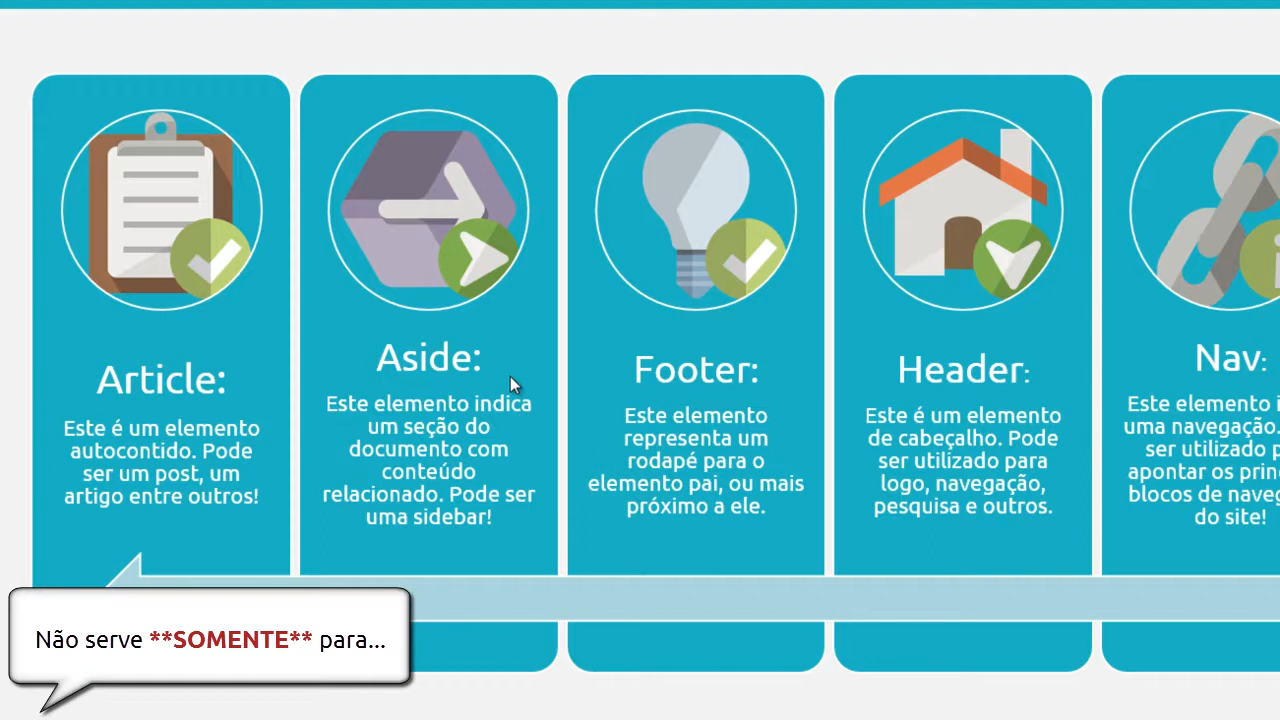 Article:
Este é um elemento
autocontido. Pode
ser um post, um
artigo entre outros!
Aside:
Este elemento indica
um seção do
documento com
conteúdo
relacionado. Pode ser
uma sidebar!
Footer:
Este elemento
representa um
rodapé para o
elemento pai, ou mais
próximo a ele.
Header:
Este é um elemento
de cabeçalho. Pode
ser utilizado para
logo, navegação,
pesquisa e outros.
Nav:
Este elemento
uma navegação.
ser utilizado
apontar os
blocos de
do site!
Não serve **SOMENTE** para...